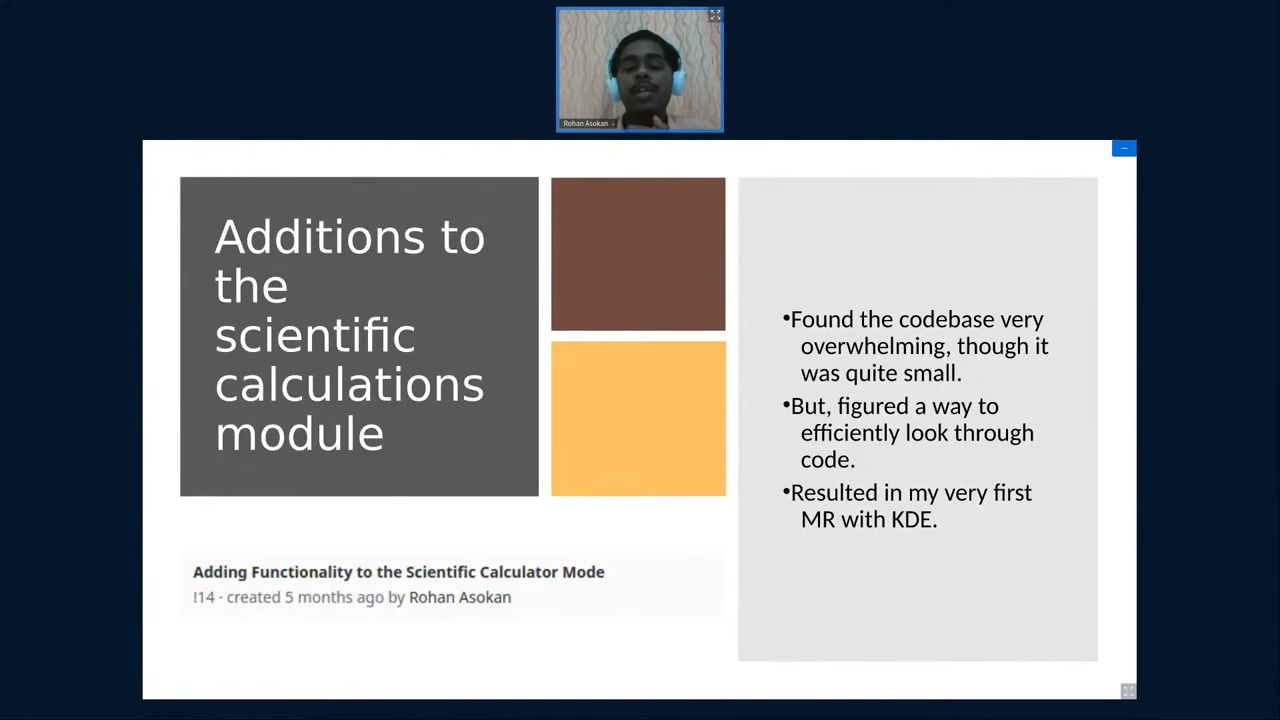 Rohan Asokan
Additions to
the
scientific
calculations
module
•Found the codebase very
overwhelming, though it
was quite small.
•But, figured a way to
efficiently look through
code.
•Resulted in my very first
MR with KDE.
Adding Functionality to the Scientific Calculator Mode
!14 · created 5 months ago by Rohan Asokan